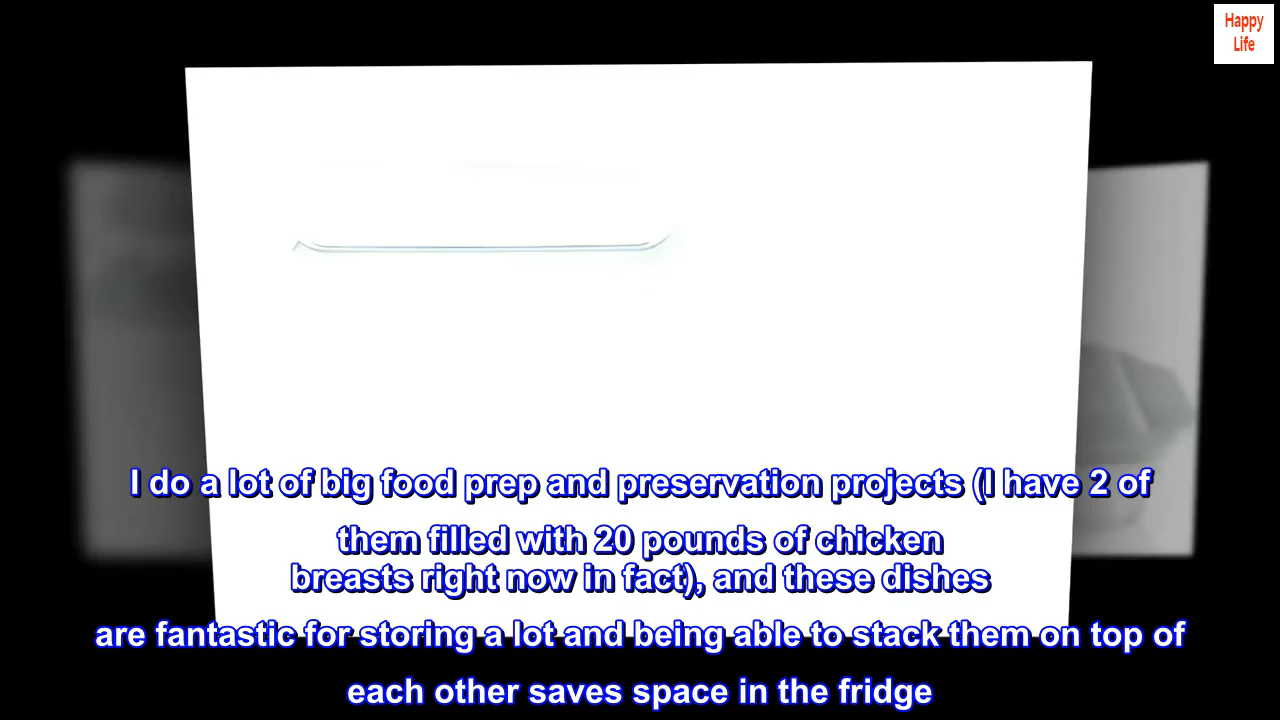 Happy
Life
I do a lot of big food prep and preservation projects (I have 2 of
them filled with 20 pounds of chicken
breasts right now in fact), and these dishes
are fantastic for storing a lot and being able to stack them on top of
each other saves space in the fridge